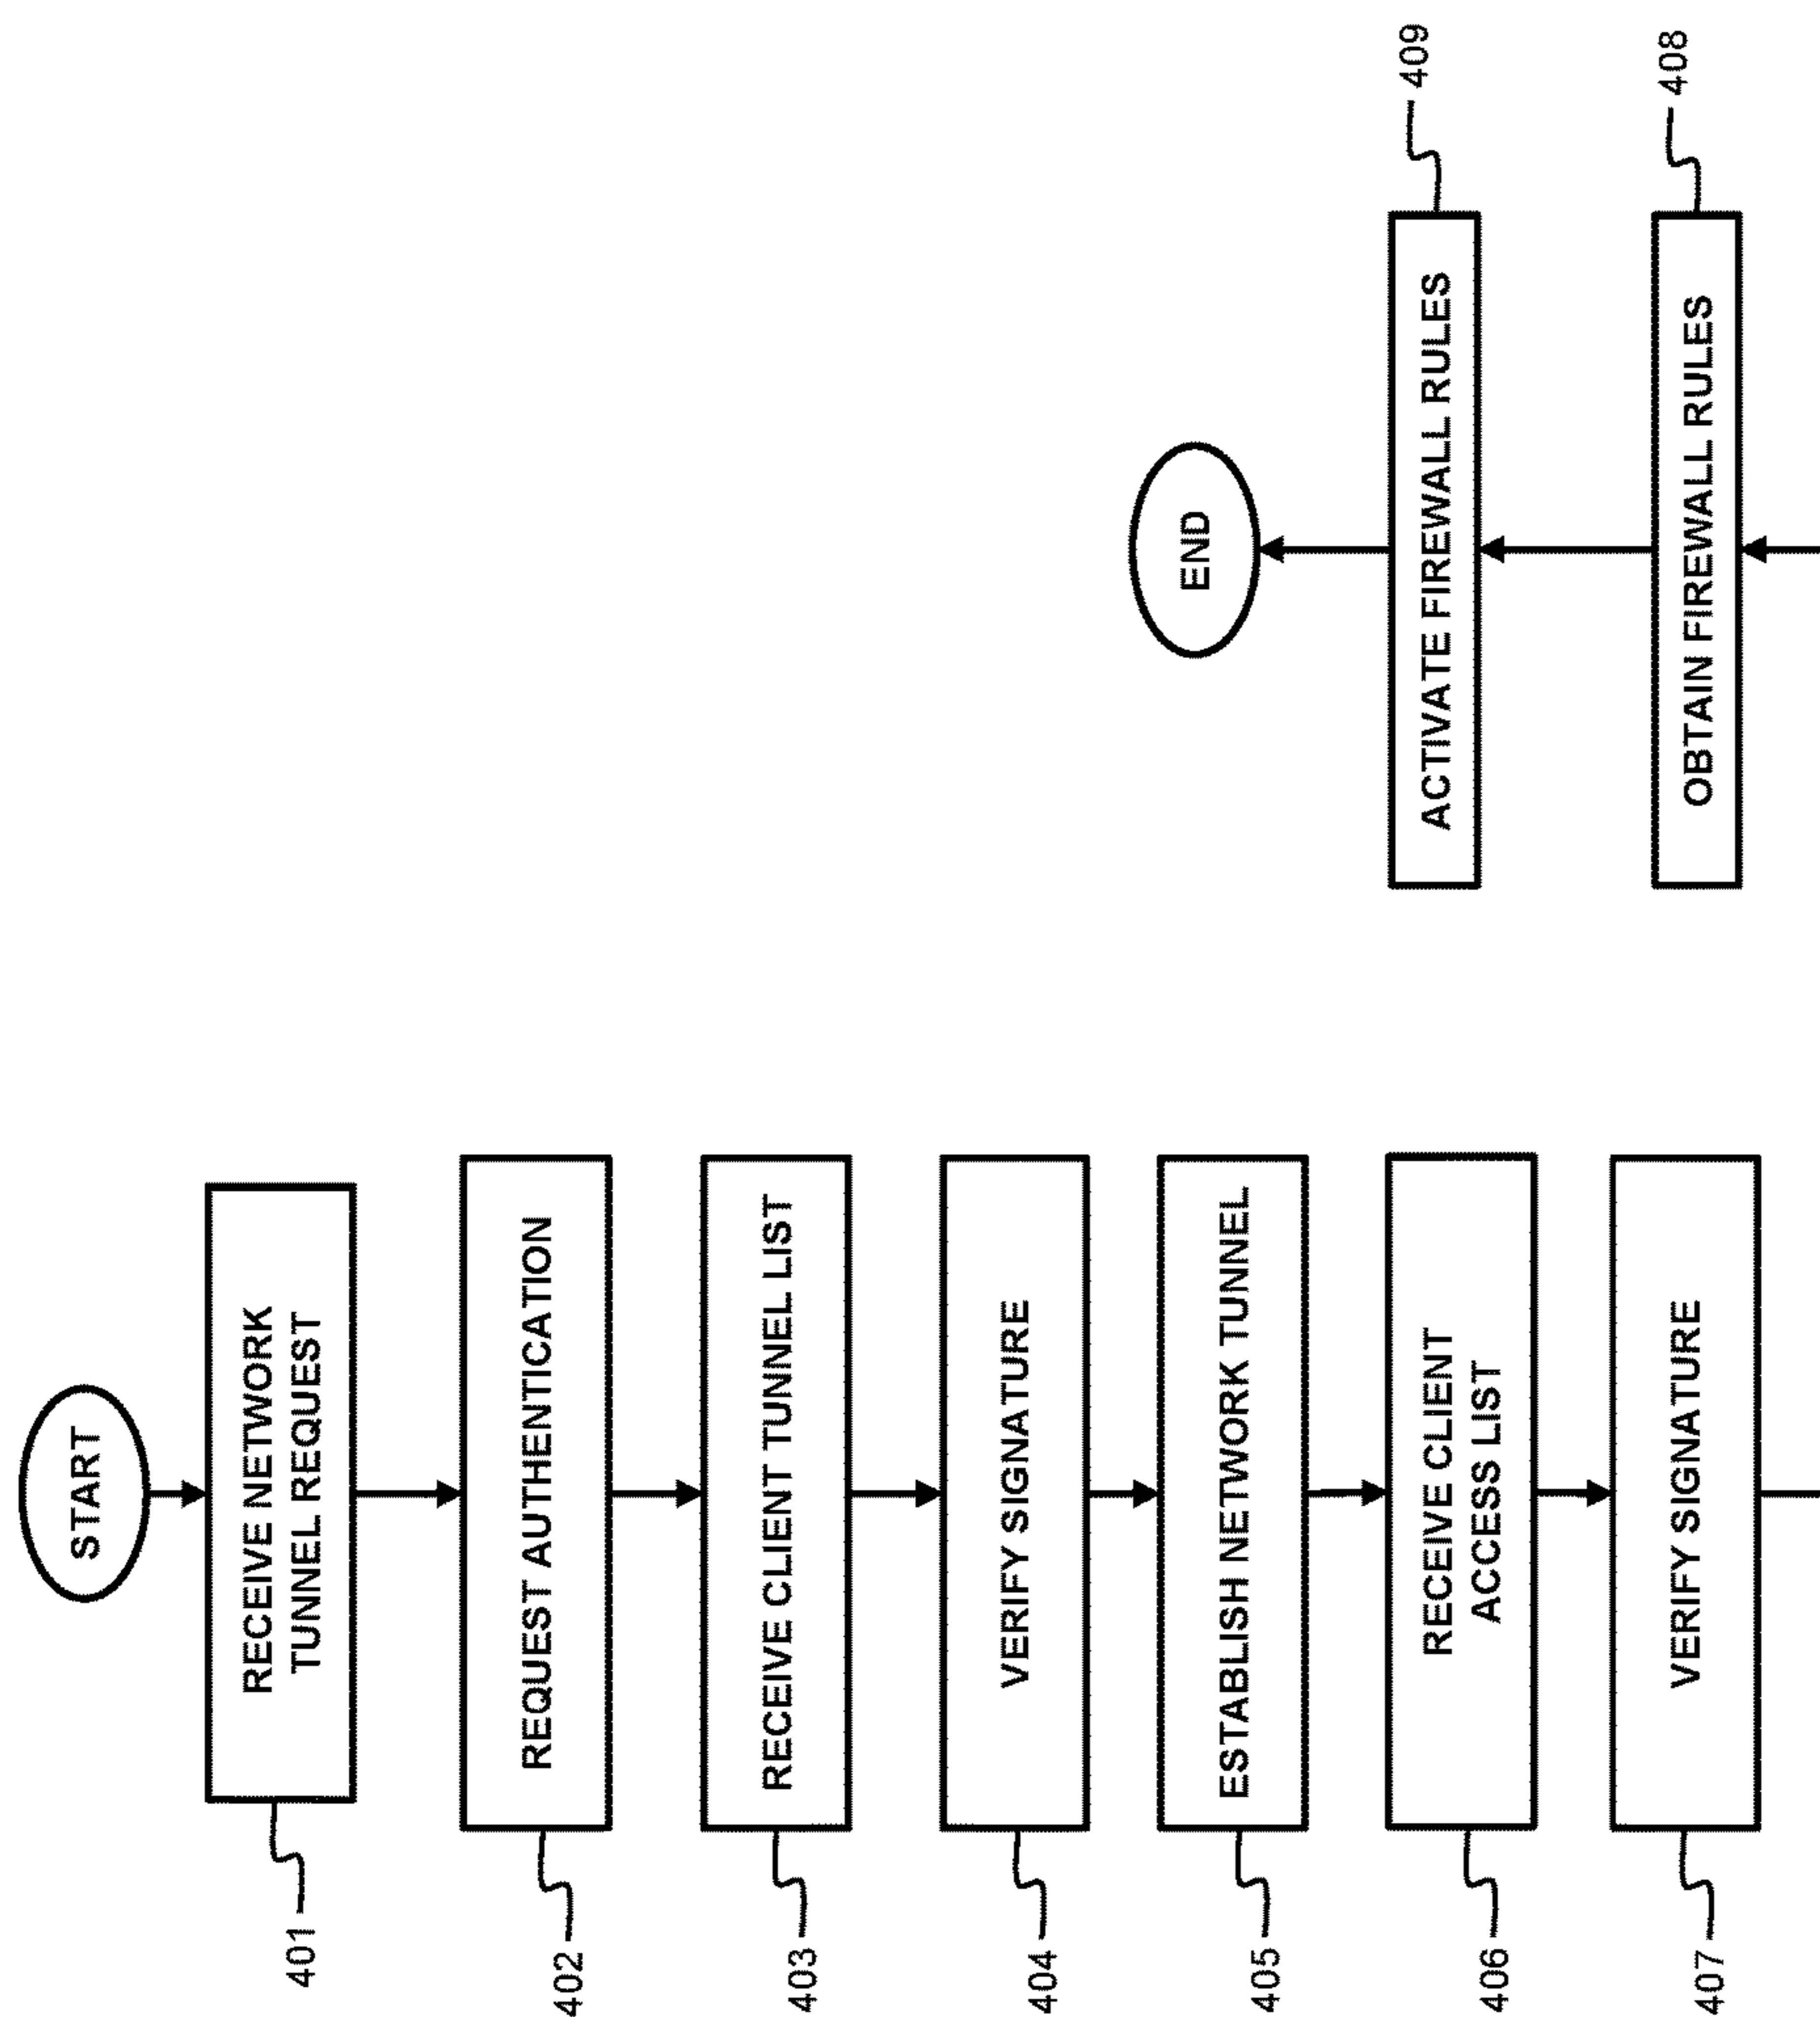 START
401
RECEIVE NETWORK
TUNNEL REQUEST
402
REQUEST AUTHENTICATION
403
RECEIVE CLIENT TUNNEL LIST
404
VERIFY SIGNATURE
405
ESTABLISH NETWORK TUNNEL
406
RECEIVE CLIENT
ACCESS LIST
407
VERIFY SIGNATURE
OBTAIN FIREWALL RULES
408
ACTIVATE FIREWALL RULES
409
END